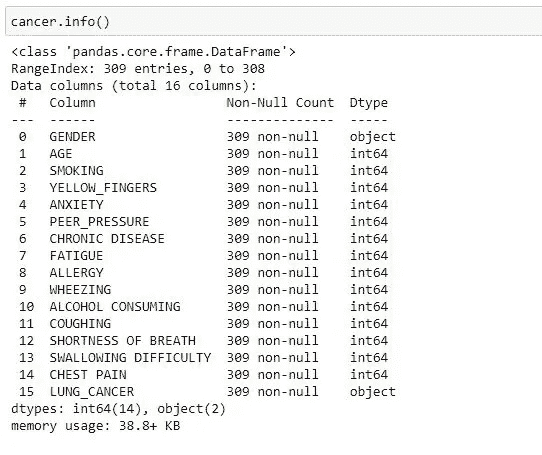 cancer.info()
<class 'pandas.core.frame.DataFrame'>
RangeIndex: 309 entries, 0 to 308
Data columns (total 16 columns):
 #   Column                 Non-Null Count  Dtype
---  ------                 --------------  -----
 0   GENDER                 309 non-null    object
 1   AGE                    309 non-null    int64
 2   SMOKING                309 non-null    int64
 3   YELLOW_FINGERS         309 non-null    int64
 4   ANXIETY                309 non-null    int64
 5   PEER_PRESSURE          309 non-null    int64
 6   CHRONIC DISEASE        309 non-null    int64
 7   FATIGUE                309 non-null    int64
 8   ALLERGY                309 non-null    int64
 9   WHEEZING               309 non-null    int64
 10  ALCOHOL CONSUMING      309 non-null    int64
 11  COUGHING               309 non-null    int64
 12  SHORTNESS OF BREATH    309 non-null    int64
 13  SWALLOWING DIFFICULTY  309 non-null    int64
 14  CHEST PAIN             309 non-null    int64
 15  LUNG_CANCER            309 non-null    object
dtypes: int64(14), object(2)
memory usage: 38.8+ KB